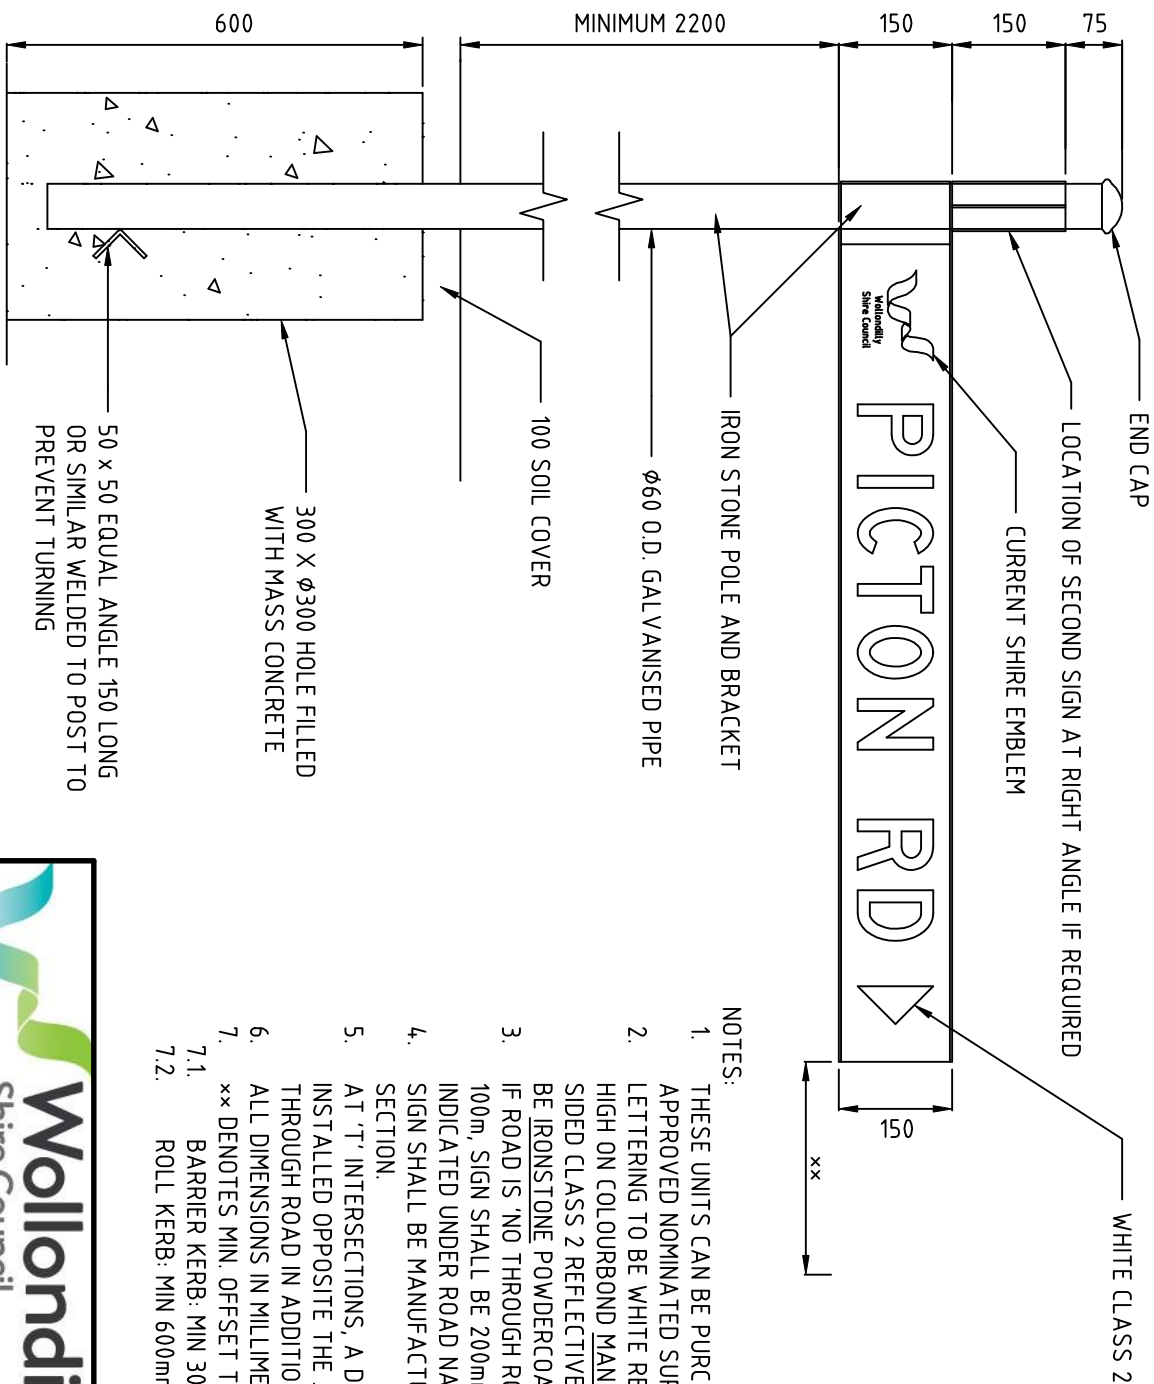 600
MINIMUM 2200
150
150
75
END CAP
LOCATION OF SECOND SIGN AT RIGHT ANGLE IF REQUIRED
CURRENT SHIRE EMBLEM
WHITE CLASS 2
Wollondilly
Shire Council
PICTON RD
150
xx
IRON STONE POLE AND BRACKET
Ø60 O.D. GALVANISED PIPE
100 SOIL COVER
300 X Ø300 HOLE FILLED
WITH MASS CONCRETE
50 x 50 EQUAL ANGLE 150 LONG
OR SIMILAR WELDED TO POST TO
PREVENT TURNING
NOTES:
1. THESE UNITS CAN BE PURC
APPROVED NOMINATED SUP
2. LETTERING TO BE WHITE RE
HIGH ON COLOURBOND MAN
SIDED CLASS 2 REFLECTIVE
BE IRONSTONE POWDERCOA
3. IF ROAD IS 'NO THROUGH RO
100m, SIGN SHALL BE 200m
INDICATED UNDER ROAD NA
4. SIGN SHALL BE MANUFACT
SECTION.
5. AT 'T' INTERSECTIONS, A D
INSTALLED OPPOSITE THE
THROUGH ROAD IN ADDITIO
6. ALL DIMENSIONS IN MILLIME
7. xx DENOTES MIN. OFFSET T
7.1. BARRIER KERB: MIN 30
7.2. ROLL KERB: MIN 600m
Wollondi
Shire Council